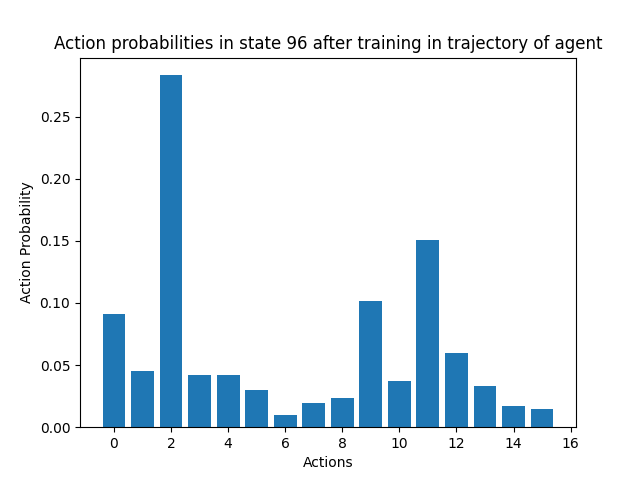 Action probabilities in state 96 after training in trajectory of agent
0.25
0.20
0.15
0.10
0.05
0.00
Action Probability
0 2 4 6 8 10 12 14 16
Actions